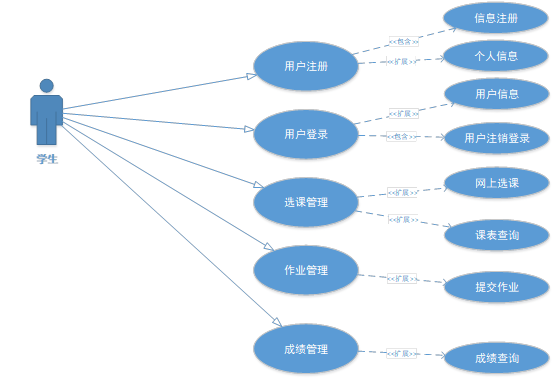 信息注册
<<包含>>
用户注册
个人信息
<<扩展>>
用户信息
<<扩展>>
用户登录
<<包含>>
用户注销登录
学生
网上选课
<<扩展>>
选课管理
<<扩展>>
课表查询
作业管理
<<扩展>>
提交作业
成绩管理
<<扩展>>
成绩查询